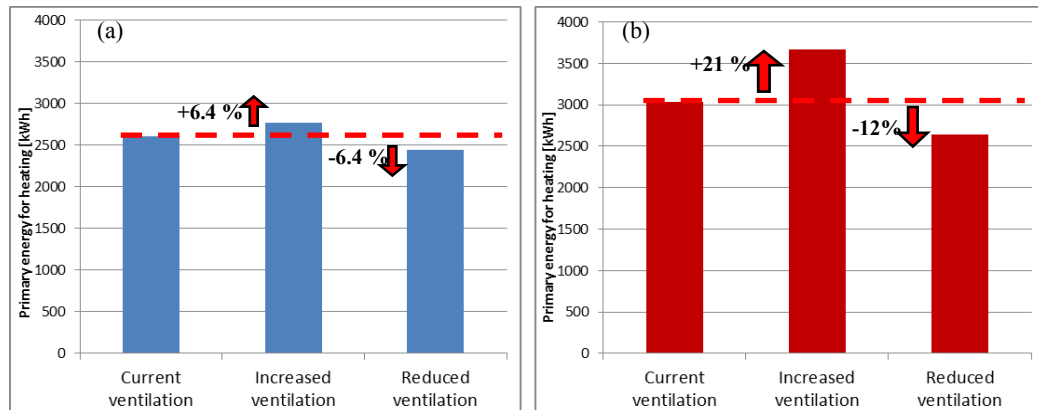 (a)
Primary energy for heating [kWh]
4000
3500
3000
2500
2000
1500
1000
500
0
+6.4 %
-6.4 %
Current
ventilation
Increased
ventilation
Reduced
ventilation
(b)
Primary energy for heating [kWh]
4000
3500
3000
2500
2000
1500
1000
500
0
+21 %
-12%
Current
ventilation
Increased
ventilation
Reduced
ventilation